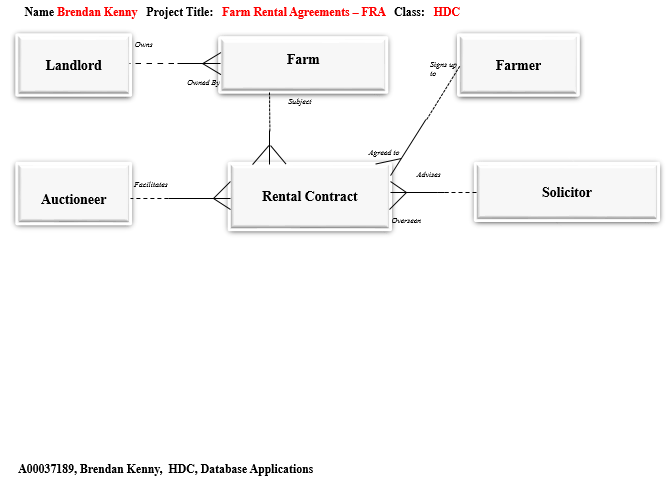 Name Brendan Kenny Project Title: Farm Rental Agreements – FRA Class: HDC
Owns
Landlord
Farm
Farmer
Signs up
to
Owned By
Subject
Agreed to
Facilitates
Advises
Auctioneer
Rental Contract
Solicitor
Overseen
A00037189, Brendan Kenny, HDC, Database Applications